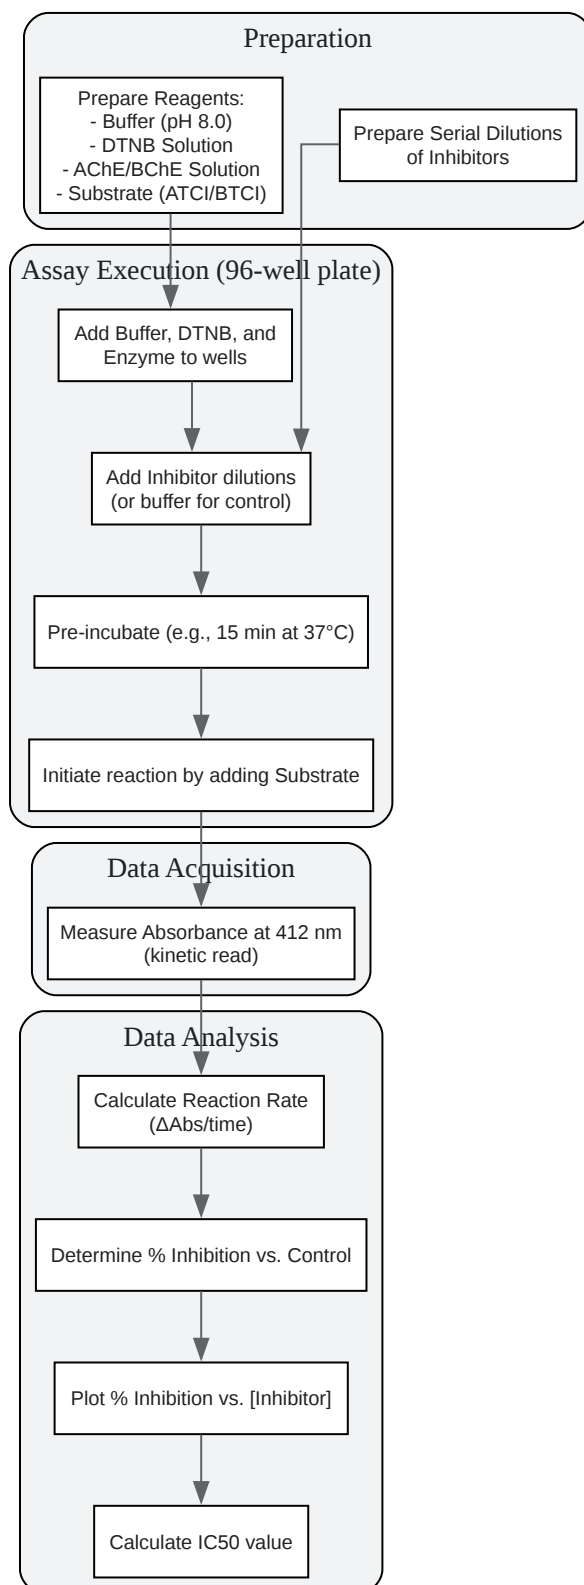 Preparation
Prepare Reagents:
- Buffer (pH 8.0)
- DTNB Solution
- AChE/BChE Solution
- Substrate (ATCI/BTCI)
Prepare Serial Dilutions
of Inhibitors
Assay Execution (96-well plate)
Add Buffer, DTNB, and
Enzyme to wells
Add Inhibitor dilutions
(or buffer for control)
Pre-incubate (e.g., 15 min at 37°C)
Initiate reaction by adding Substrate
Data Acquisition
Measure Absorbance at 412 nm
(kinetic read)
Data Analysis
Calculate Reaction Rate
(ΔAbs/time)
Determine % Inhibition vs. Control
Plot % Inhibition vs. [Inhibitor]
Calculate IC50 value